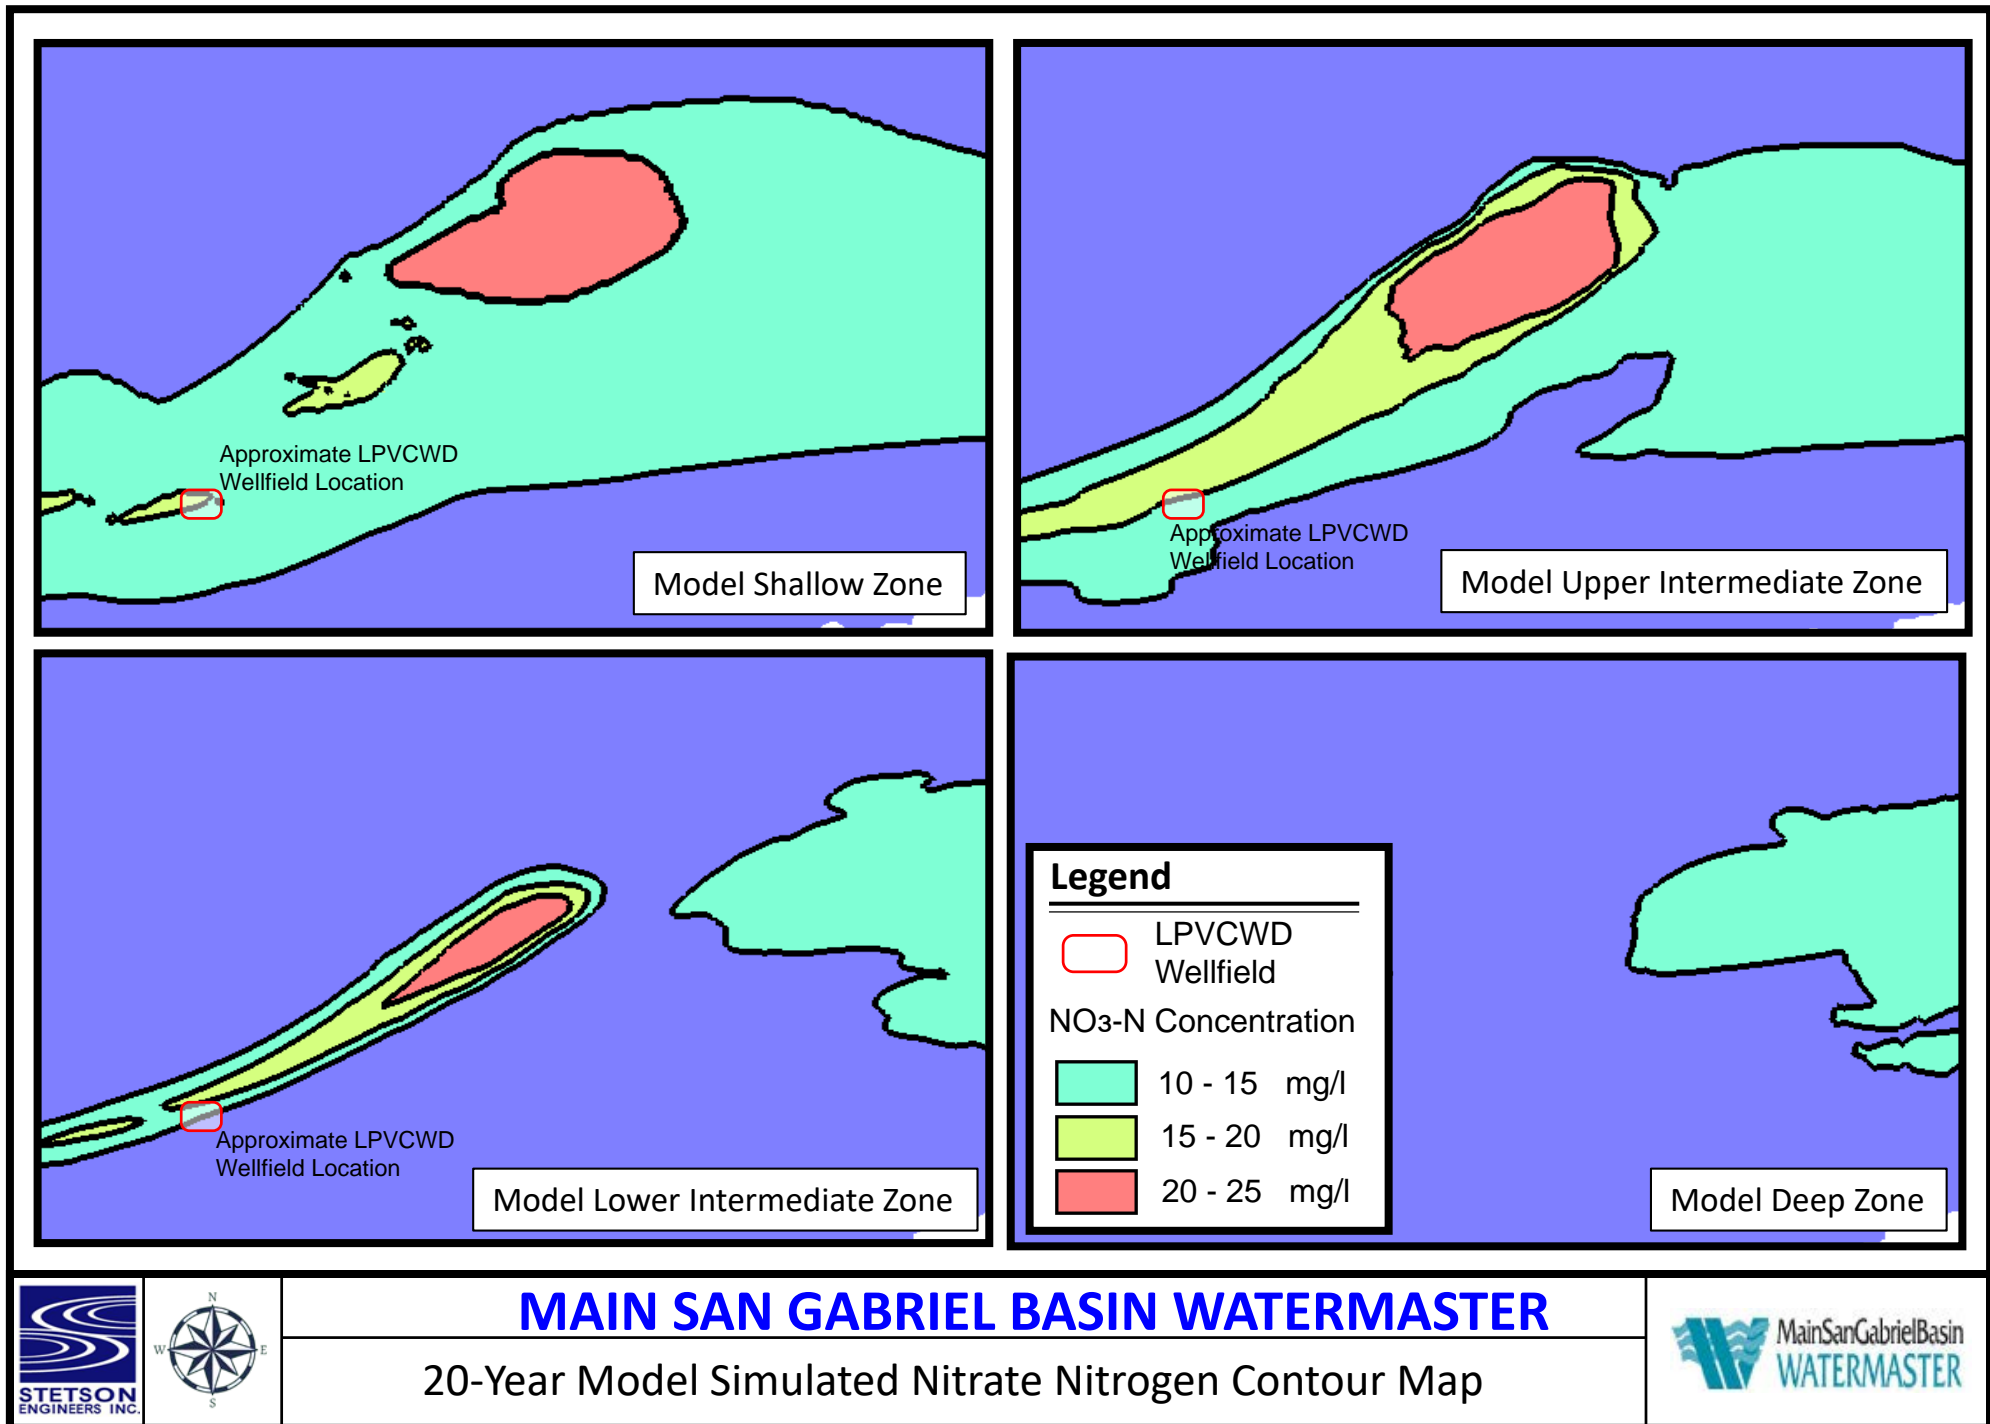 Approximate LPVCWD
Wellfield Location
Model Shallow Zone
Approximate LPVCWD
Wellfield Location
Model Upper Intermediate Zone
Approximate LPVCWD
Wellfield Location
Model Lower Intermediate Zone
Legend
LPVCWD
Wellfield
NO3-N Concentration
10 - 15 mg/l
15 - 20 mg/l
20 - 25 mg/l
Model Deep Zone
STETSON
ENGINEERS INC.
N
W
E
S
MAIN SAN GABRIEL BASIN WATERMASTER
20-Year Model Simulated Nitrate Nitrogen Contour Map
MainSanGabrielBasin
WATERMASTER